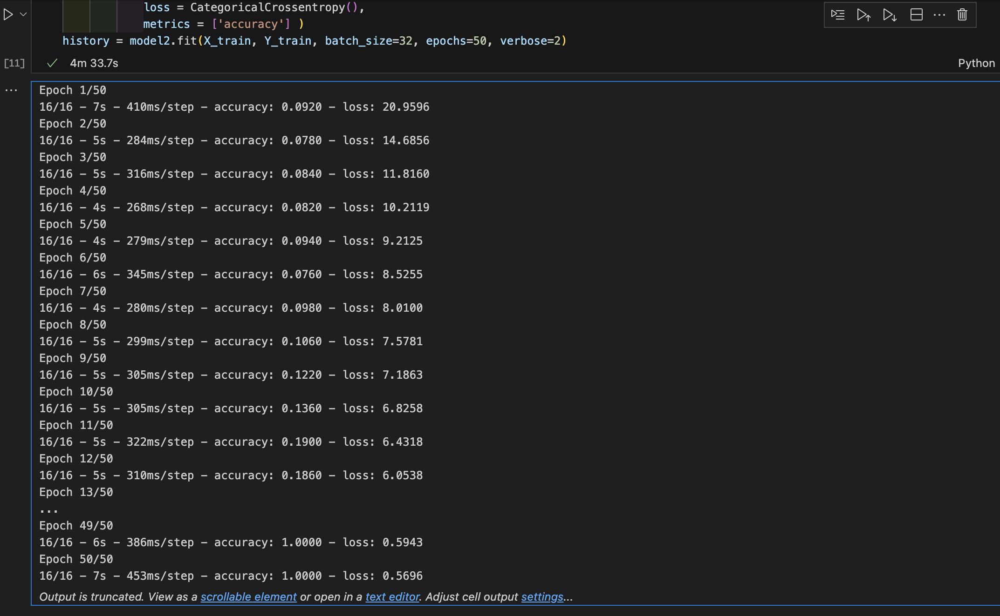 loss = CategoricalCrossentropy(),
metrics = ['accuracy'] )
history = model2.fit(X_train, Y_train, batch_size=32, epochs=50, verbose=2)
[11] 4m 33.7s Python
...
Epoch 1/50
16/16 - 7s - 410ms/step - accuracy: 0.0920 - loss: 20.9596
Epoch 2/50
16/16 - 5s - 284ms/step - accuracy: 0.0780 - loss: 14.6856
Epoch 3/50
16/16 - 5s - 316ms/step - accuracy: 0.0840 - loss: 11.8160
Epoch 4/50
16/16 - 4s - 268ms/step - accuracy: 0.0820 - loss: 10.2119
Epoch 5/50
16/16 - 4s - 279ms/step - accuracy: 0.0940 - loss: 9.2125
Epoch 6/50
16/16 - 6s - 345ms/step - accuracy: 0.0760 - loss: 8.5255
Epoch 7/50
16/16 - 4s - 280ms/step - accuracy: 0.0980 - loss: 8.0100
Epoch 8/50
16/16 - 5s - 299ms/step - accuracy: 0.1060 - loss: 7.5781
Epoch 9/50
16/16 - 5s - 305ms/step - accuracy: 0.1220 - loss: 7.1863
Epoch 10/50
16/16 - 5s - 305ms/step - accuracy: 0.1360 - loss: 6.8258
Epoch 11/50
16/16 - 5s - 322ms/step - accuracy: 0.1900 - loss: 6.4318
Epoch 12/50
16/16 - 5s - 310ms/step - accuracy: 0.1860 - loss: 6.0538
Epoch 13/50
...
Epoch 49/50
16/16 - 6s - 386ms/step - accuracy: 1.0000 - loss: 0.5943
Epoch 50/50
16/16 - 7s - 453ms/step - accuracy: 1.0000 - loss: 0.5696
Output is truncated. View as a scrollable element or open in a text editor. Adjust cell output settings...